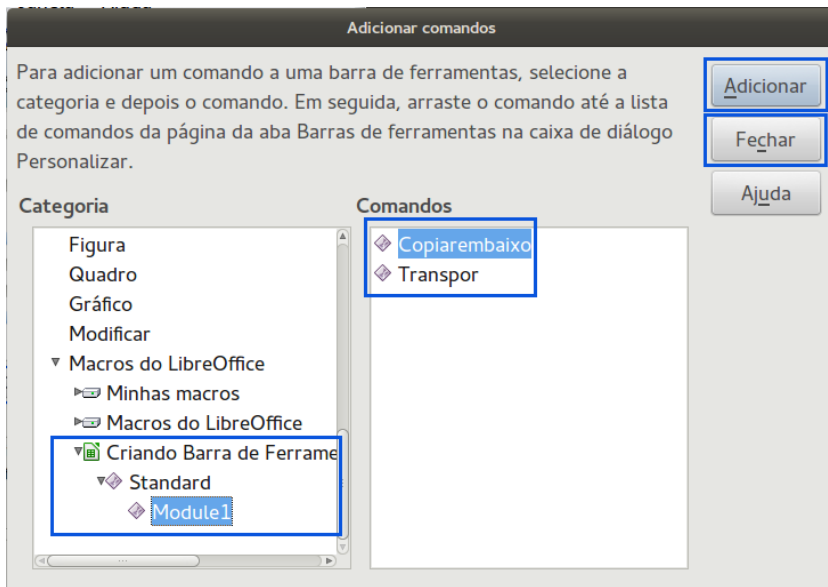 Adicionar comandos
Para adicionar um comando a uma barra de ferramentas, selecione a
categoria e depois o comando. Em seguida, arraste o comando até a lista
de comandos da página da aba Barras de ferramentas na caixa de diálogo
Personalizar.
Adicionar
Fechar
Ajuda
Categoria
Figura
Quadro
Gráfico
Modificar
Macros do LibreOffice
Minhas macros
Macros do LibreOffice
Criando Barra de Ferrame
Standard
Module1
Comandos
Copiarembaixo
Transpor